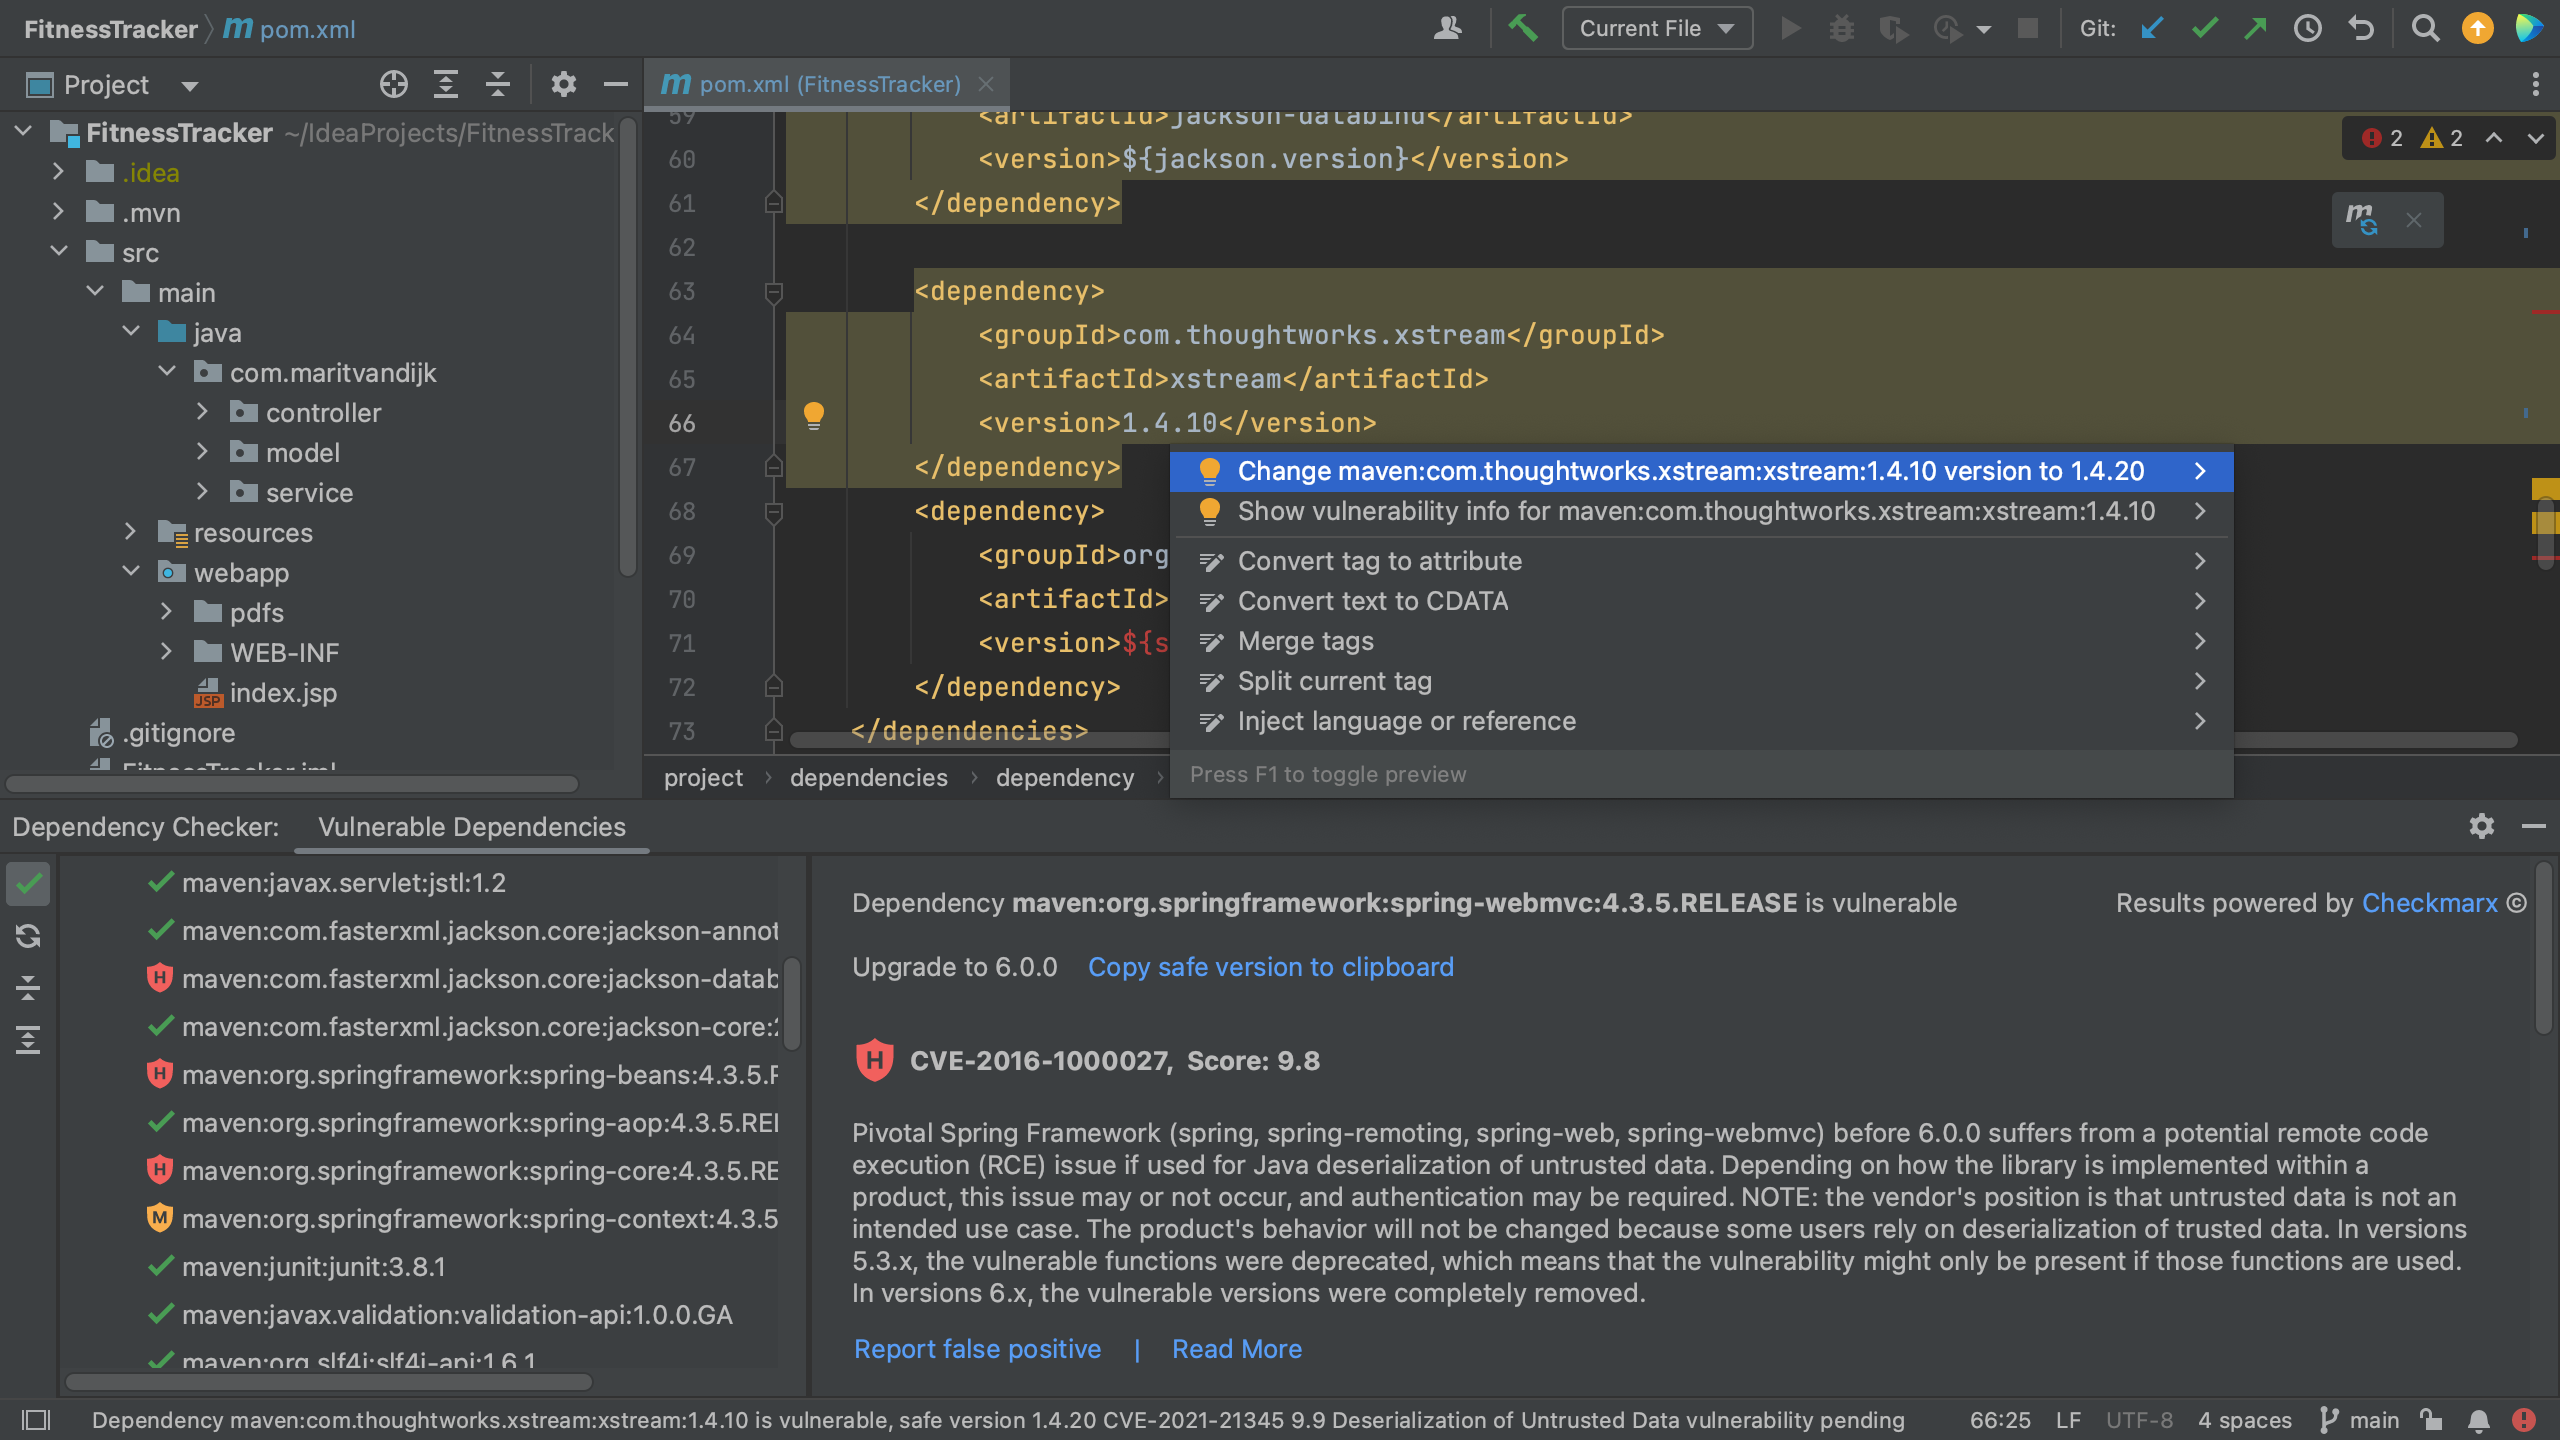 FitnessTracker
pom.xml
Current File
Git:
Project
pom.xml (FitnessTracker)
FitnessTracker ~/IdeaProjects/FitnessTrack
.idea
.mvn
src
main
java
com.maritvandijk
controller
model
service
resources
webapp
pdfs
WEB-INF
index.jsp
.gitignore
FitnessTracker.iml
59 <artifactId>jackson-databind</artifactId>
60 <version>${jackson.version}</version>
61 </dependency>
62
63 <dependency>
64 <groupId>com.thoughtworks.xstream</groupId>
65 <artifactId>xstream</artifactId>
66 <version>1.4.10</version>
67 </dependency>
68 <dependency>
69 <groupId>org
70 <artifactId>
71 <version>${s
72 </dependency>
73 </dependencies>
2 2
Change maven:com.thoughtworks.xstream:xstream:1.4.10 version to 1.4.20
Show vulnerability info for maven:com.thoughtworks.xstream:xstream:1.4.10
Convert tag to attribute
Convert text to CDATA
Merge tags
Split current tag
Inject language or reference
Press F1 to toggle preview
project dependencies dependency
Dependency Checker: Vulnerable Dependencies
maven:javax.servlet:jstl:1.2
maven:com.fasterxml.jackson.core:jackson-annot
maven:com.fasterxml.jackson.core:jackson-datab
maven:com.fasterxml.jackson.core:jackson-core:2
maven:org.springframework:spring-beans:4.3.5.R
maven:org.springframework:spring-aop:4.3.5.REL
maven:org.springframework:spring-core:4.3.5.RE
maven:org.springframework:spring-context:4.3.5
maven:junit:junit:3.8.1
maven:javax.validation:validation-api:1.0.0.GA
maven:org.slf4j:slf4j-api:1.6.1
Dependency maven:org.springframework:spring-webmvc:4.3.5.RELEASE is vulnerable
Results powered by Checkmarx ©
Upgrade to 6.0.0 Copy safe version to clipboard
H CVE-2016-1000027, Score: 9.8
Pivotal Spring Framework (spring, spring-remoting, spring-web, spring-webmvc) before 6.0.0 suffers from a potential remote code
execution (RCE) issue if used for Java deserialization of untrusted data. Depending on how the library is implemented within a
product, this issue may or not occur, and authentication may be required. NOTE: the vendor's position is that untrusted data is not an
intended use case. The product's behavior will not be changed because some users rely on deserialization of trusted data. In versions
5.3.x, the vulnerable functions were deprecated, which means that the vulnerability might only be present if those functions are used.
In versions 6.x, the vulnerable versions were completely removed.
Report false positive | Read More
Dependency maven:com.thoughtworks.xstream:xstream:1.4.10 is vulnerable, safe version 1.4.20 CVE-2021-21345 9.9 Deserialization of Untrusted Data vulnerability pending
66:25 LF UTF-8 4 spaces main